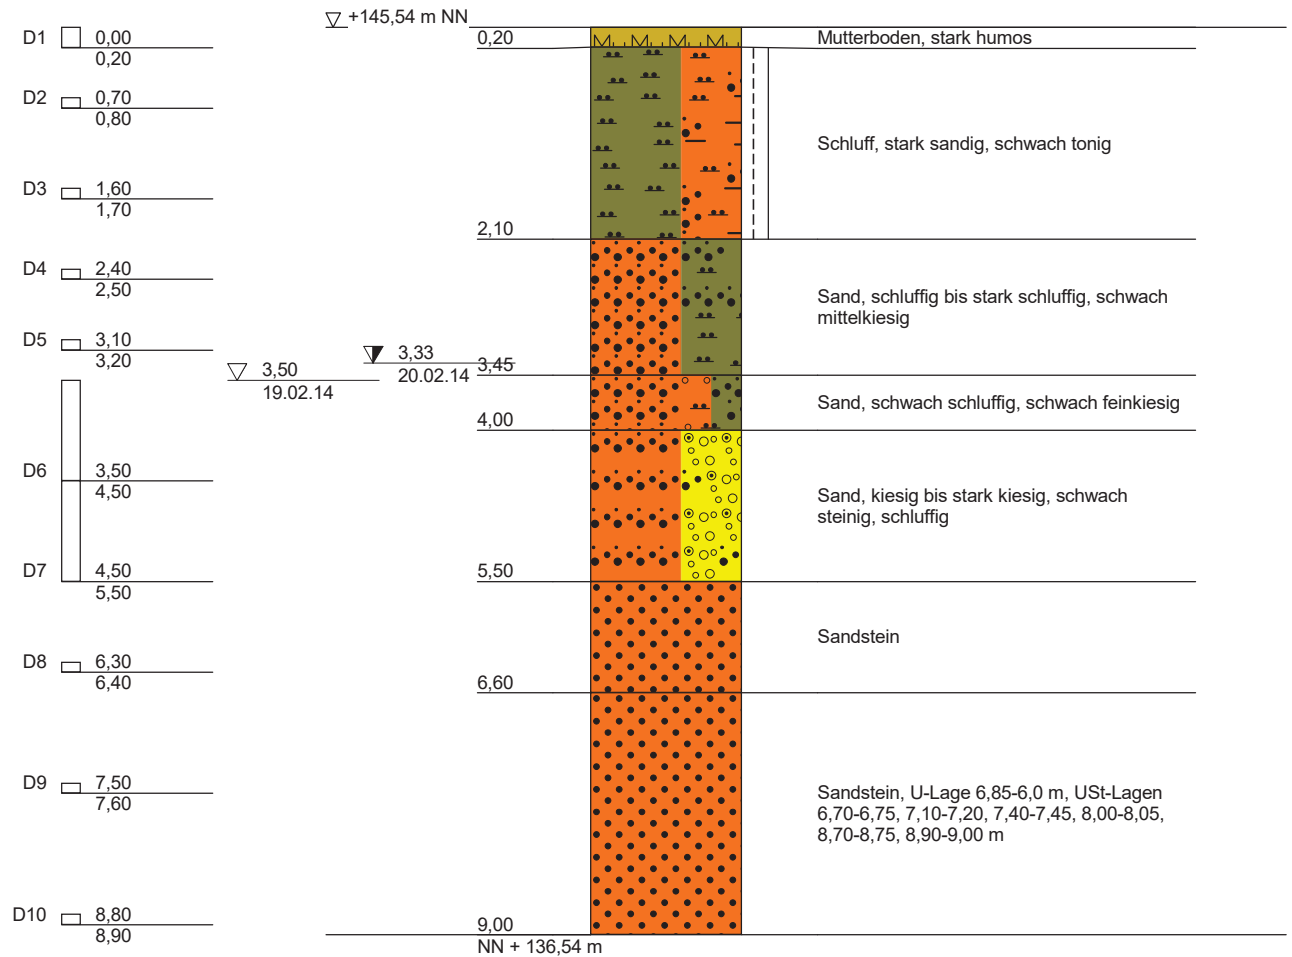 +145,54 m NN
D1 0,00
0,20
0,20
Mutterboden, stark humos
D2 0,70
0,80
Schluff, stark sandig, schwach tonig
D3 1,60
1,70
2,10
D4 2,40
2,50
Sand, schluffig bis stark schluffig, schwach
mittelkiesig
D5 3,10
3,20
3,33
20.02.14
3,45
3,50
19.02.14
Sand, schwach schluffig, schwach feinkiesig
4,00
D6 3,50
4,50
Sand, kiesig bis stark kiesig, schwach
steinig, schluffig
D7 4,50
5,50
5,50
Sandstein
D8 6,30
6,40
6,60
D9 7,50
7,60
Sandstein, U-Lage 6,85-6,0 m, USt-Lagen
6,70-6,75, 7,10-7,20, 7,40-7,45, 8,00-8,05,
8,70-8,75, 8,90-9,00 m
D10 8,80
8,90
9,00
NN + 136,54 m